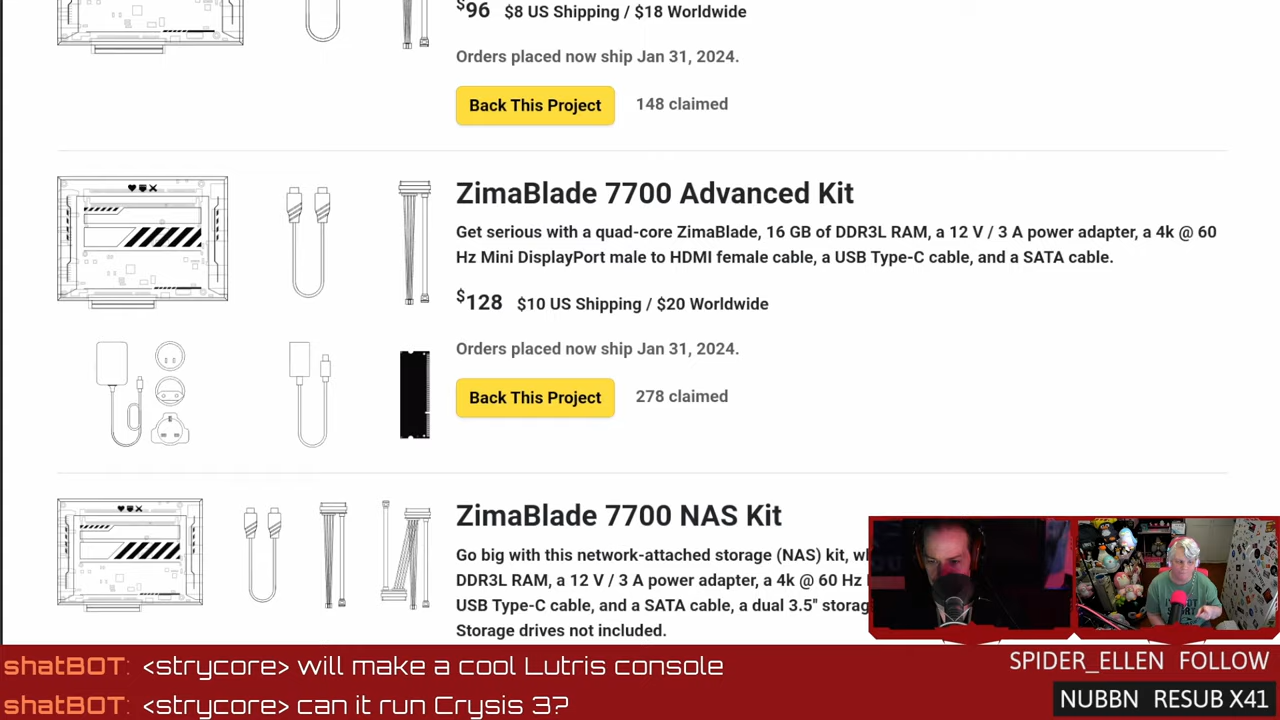 $96 $8 US Shipping / $18 Worldwide
Orders placed now ship Jan 31, 2024.
Back This Project 148 claimed
ZimaBlade 7700 Advanced Kit
Get serious with a quad-core ZimaBlade, 16 GB of DDR3L RAM, a 12 V / 3 A power adapter, a 4k @ 60
Hz Mini DisplayPort male to HDMI female cable, a USB Type-C cable, and a SATA cable.
$128 $10 US Shipping / $20 Worldwide
Orders placed now ship Jan 31, 2024.
Back This Project 278 claimed
ZimaBlade 7700 NAS Kit
Go big with this network-attached storage (NAS) kit,
DDR3L RAM, a 12 V / 3 A power adapter, a 4k @ 60 Hz
USB Type-C cable, and a SATA cable, a dual 3.5"
Storage drives not included.
shatBOT: <strycore> will make a cool Lutris console
shatBOT: <strycore> can it run Crysis 3?
SPIDER_ELLEN FOLLOW
NUBBN RESUB X41